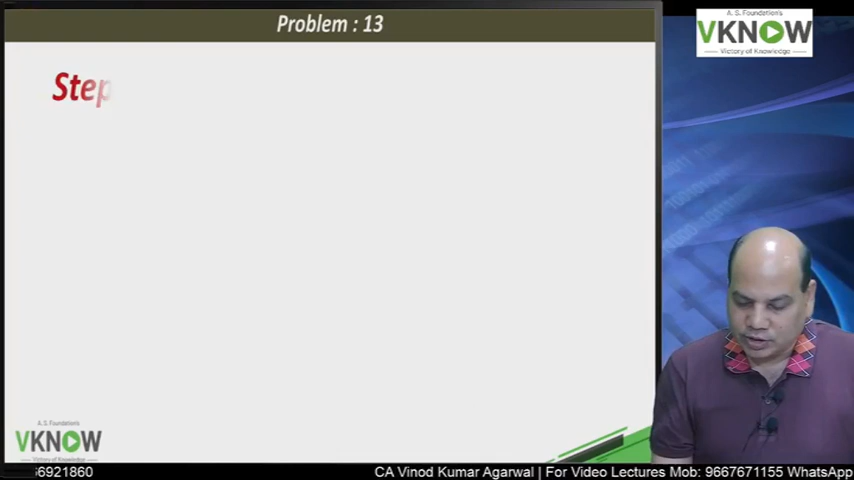 Problem : 13
A. S. Foundation's
VKNOW
Victory of Knowledge
Step
A. S. Foundation's
VKNOW
Victory of Knowledge
36921860 CA Vinod Kumar Agarwal | For Video Lectures Mob: 9667671155 WhatsApp